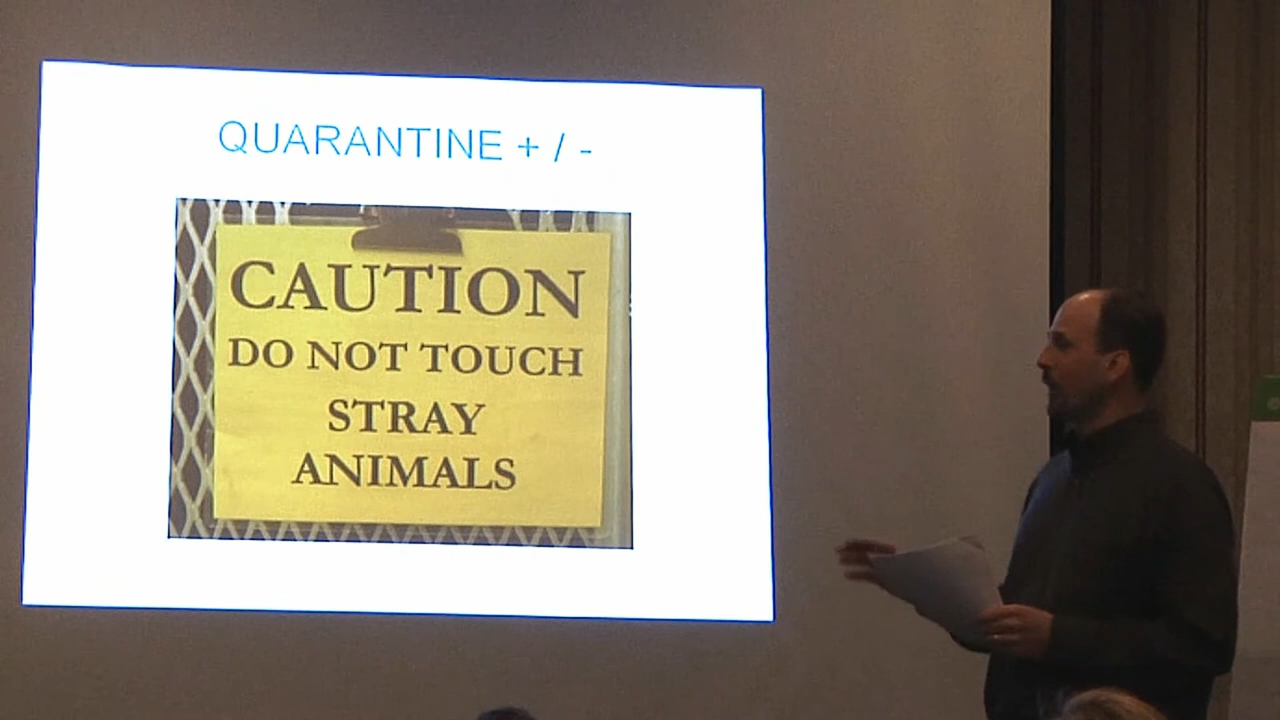 QUARANTINE + / -
CAUTION
DO NOT TOUCH
STRAY
ANIMALS